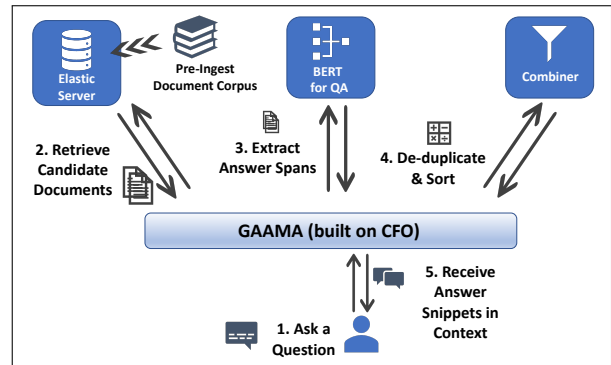 Elastic
Server
Pre-Ingest
Document Corpus
BERT
for QA
Combiner
2. Retrieve
Candidate
Documents
3. Extract
Answer Spans
4. De-duplicate
& Sort
GAAMA (built on CFO)
1. Ask a
Question
5. Receive
Answer
Snippets in
Context